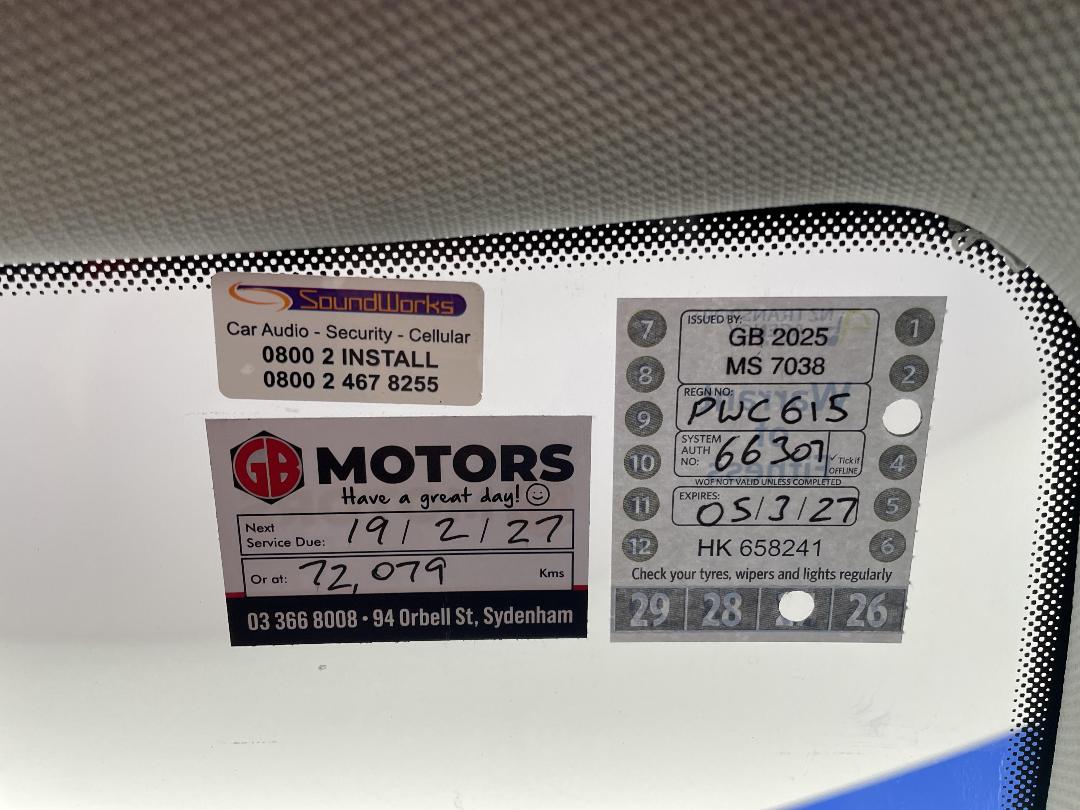 SoundWorks
Car Audio - Security - Cellular
0800 2 INSTALL
0800 2 467 8255
GB MOTORS
Have a great day!
Next
Service Due: 19/2/27
Or at: 72,079 Kms
03 366 8008 • 94 Orbell St, Sydenham
ISSUED BY:
GB 2025
MS 7038
REGN NO:
PWC615
SYSTEM
AUTH
NO: 66307
✓ Tick if
OFFLINE
WOF NOT VALID UNLESS COMPLETED
EXPIRES:
05/3/27
HK 658241
Check your tyres, wipers and lights regularly
7
8
9
10
11
12
1
2
4
5
6
29 28 26
Warrant
of
Fitness